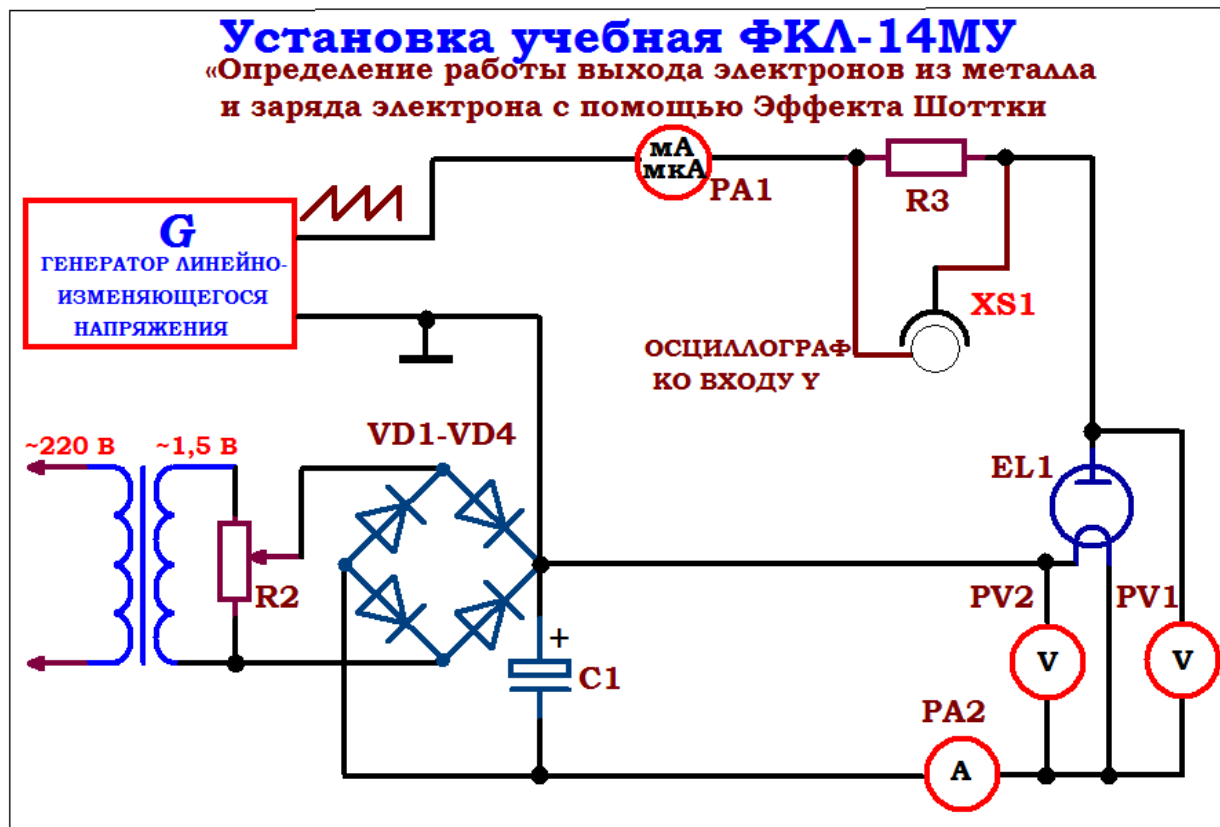 Установка учебная ФКЛ-14МУ
«Определение работы выхода электронов из металла
и заряда электрона с помощью Эффекта Шоттки
мА
мкА
PA1
R3
G
ГЕНЕРАТОР ЛИНЕЙНО-
ИЗМЕНЯЮЩЕГОСЯ
НАПРЯЖЕНИЯ
XS1
ОСЦИЛЛОГРАФ
КО ВХОДУ Y
~220 В
~1,5 В
VD1-VD4
EL1
R2
PV2
PV1
+
C1
V
V
PA2
A